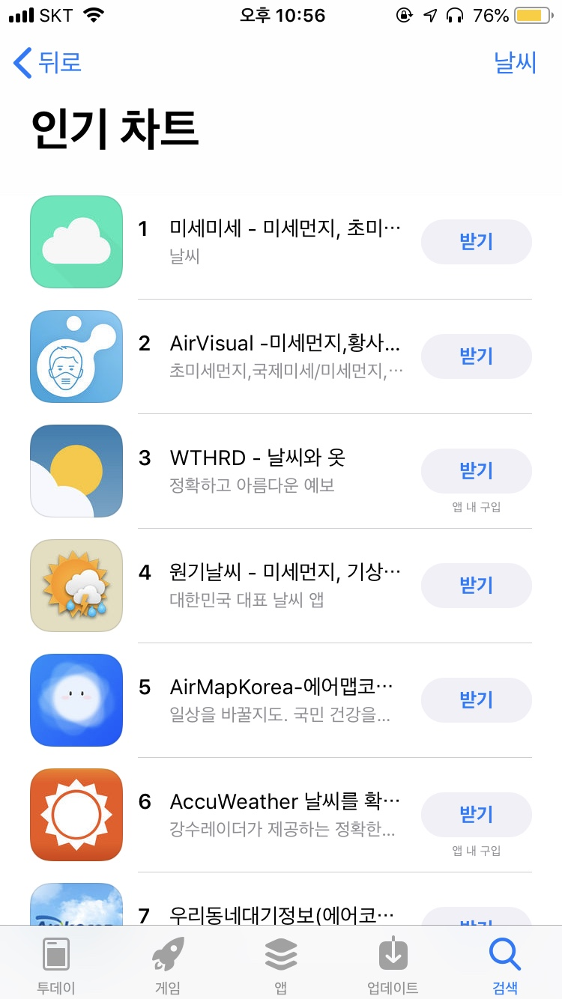 SKT 오후 10:56 76%
뒤로 날씨
인기 차트
1 미세미세 - 미세먼지, 초미… 받기
날씨
2 AirVisual -미세먼지,황사... 받기
초미세먼지,국제미세/미세먼지,…
3 WTHRD - 날씨와 옷 받기
정확하고 아름다운 예보
앱 내 구입
4 원기날씨 - 미세먼지, 기상… 받기
대한민국 대표 날씨 앱
5 AirMapKorea-에어맵코… 받기
일상을 바꿀지도. 국민 건강을...
6 AccuWeather 날씨를 확… 받기
강수레이더가 제공하는 정확한...
앱 내 구입
7 우리동네대기정보(에어코… 받기
투데이 게임 앱 업데이트 검색